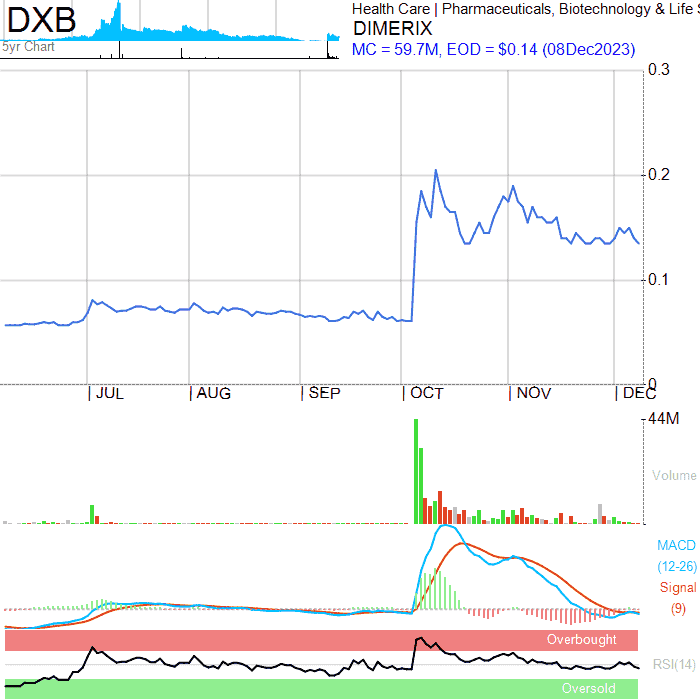 DXB
5yr Chart
Health Care | Pharmaceuticals, Biotechnology & Life S
DIMERIX
MC = 59.7M, EOD = $0.14 (08Dec2023)
0.3
0.2
0.1
0
| JUL | AUG | SEP | OCT | NOV | DEC
44M
Volume
MACD
(12-26)
Signal
(9)
Overbought
RSI(14)
Oversold